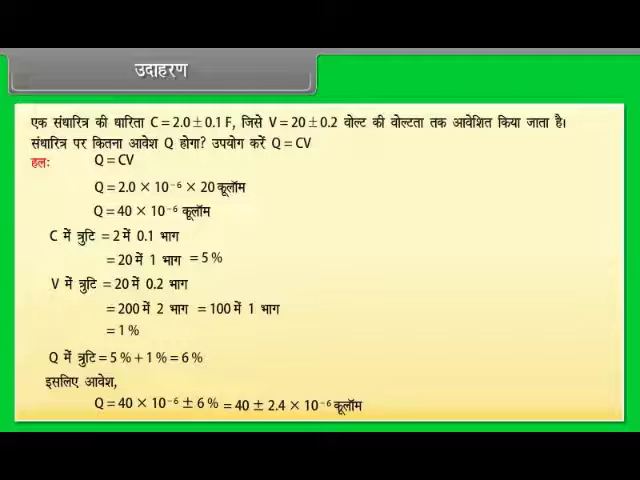 उदाहरण
एक संधारित्र की धारिता C = 2.0 ± 0.1 F, जिसे V = 20 ± 0.2 वोल्ट की वोल्टता तक आवेशित किया जाता है।
संधारित्र पर कितना आवेश Q होगा? उपयोग करें Q = CV
हलः Q = CV
Q = 2.0 × 10⁻⁶ × 20 कूलॉम
Q = 40 × 10⁻⁶ कूलॉम
C में त्रुटि = 2 में 0.1 भाग
= 20 में 1 भाग = 5 %
V में त्रुटि = 20 में 0.2 भाग
= 200 में 2 भाग = 100 में 1 भाग
= 1 %
Q में त्रुटि = 5 % + 1 % = 6 %
इसलिए आवेश,
Q = 40 × 10⁻⁶ ± 6 % = 40 ± 2.4 × 10⁻⁶ कूलॉम